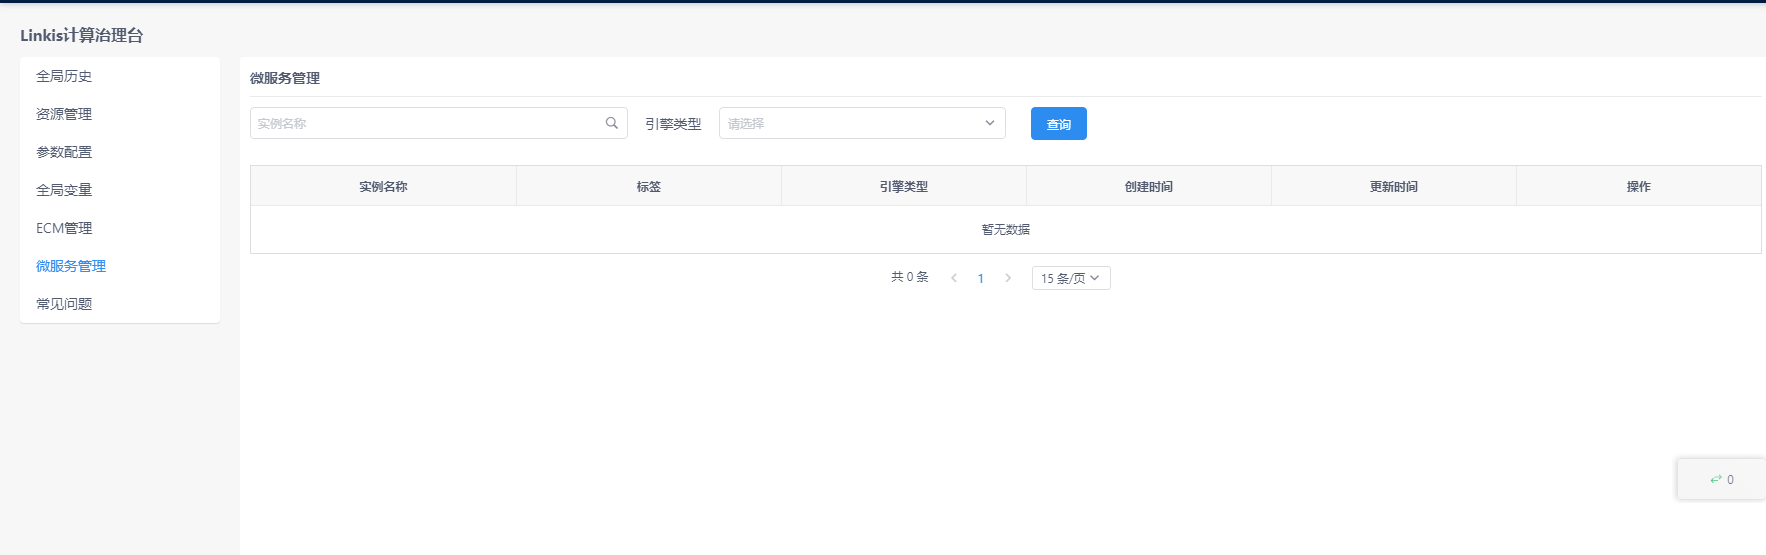 Linkis计算治理台
全局历史
资源管理
参数配置
全局变量
ECM管理
微服务管理
常见问题
微服务管理
实例名称 引擎类型 请选择 查询
实例名称 标签 引擎类型 创建时间 更新时间 操作
暂无数据
共 0 条 1 15 条/页
0